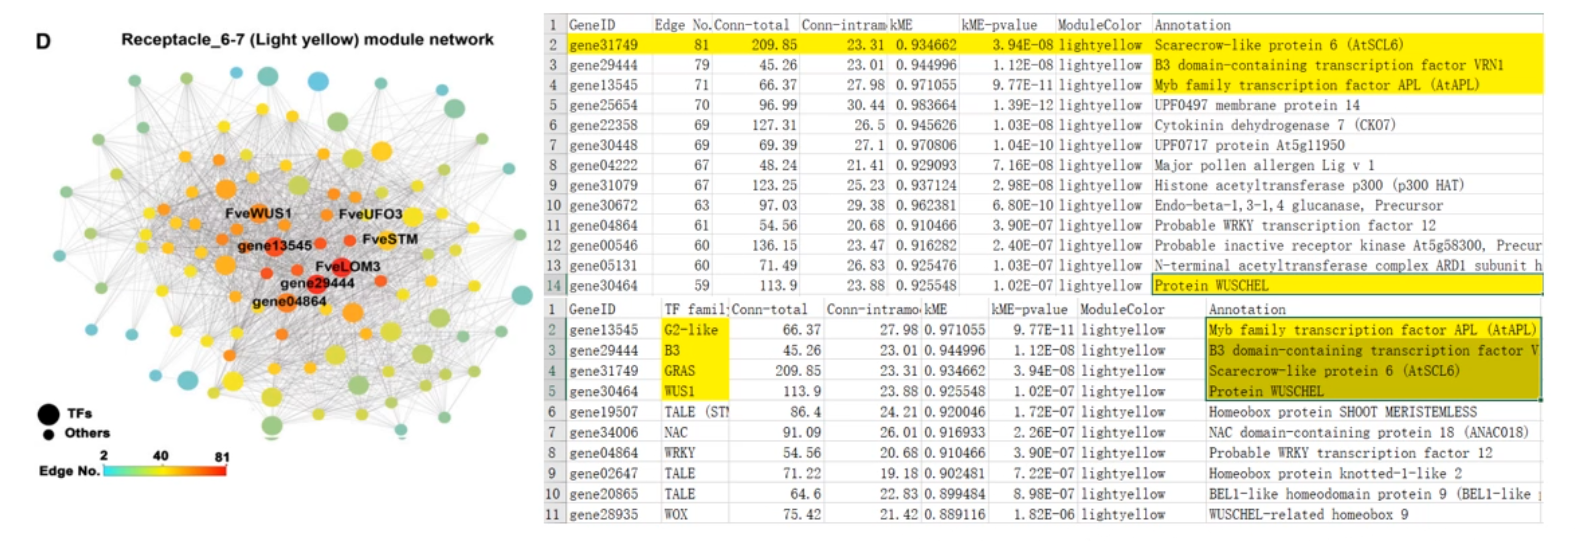 D
Receptacle_6-7 (Light yellow) module network
FveWUS1
FveUFO3
gene13545
FveSTM
FveLOM3
gene29444
gene04864
TFs
Others
2 40 81
Edge No.
1 GeneID Edge No. Conn-total Conn-intram kME kME-pvalue ModuleColor Annotation
2 gene31749 81 209.85 23.31 0.934662 3.94E-08 lightyellow Scarecrow-like protein 6 (AtSCL6)
3 gene29444 79 45.26 23.01 0.944996 1.12E-08 lightyellow B3 domain-containing transcription factor VRN1
4 gene13545 71 66.37 27.98 0.971055 9.77E-11 lightyellow Myb family transcription factor APL (AtAPL)
5 gene25654 70 96.99 30.44 0.983664 1.39E-12 lightyellow UPF0497 membrane protein 14
6 gene22358 69 127.31 26.5 0.945626 1.03E-08 lightyellow Cytokinin dehydrogenase 7 (CKO7)
7 gene30448 69 69.39 27.1 0.970806 1.04E-10 lightyellow UPF0717 protein At5g11950
8 gene04222 67 48.24 21.41 0.929093 7.16E-08 lightyellow Major pollen allergen Lig v 1
9 gene31079 67 123.25 25.23 0.937124 2.98E-08 lightyellow Histone acetyltransferase p300 (p300 HAT)
10 gene30672 63 97.03 29.38 0.962381 6.80E-10 lightyellow Endo-beta-1,3-1,4 glucanase, Precursor
11 gene04864 61 54.56 20.68 0.910466 3.90E-07 lightyellow Probable WRKY transcription factor 12
12 gene00546 60 136.15 23.47 0.916282 2.40E-07 lightyellow Probable inactive receptor kinase At5g58300, Precur
13 gene05131 60 71.49 26.83 0.925476 1.03E-07 lightyellow N-terminal acetyltransferase complex ARD1 subunit h
14 gene30464 59 113.9 23.88 0.925548 1.02E-07 lightyellow Protein WUSCHEL
1 GeneID TF famil Conn-total Conn-intramo kME kME-pvalue ModuleColor Annotation
2 gene13545 G2-like 66.37 27.98 0.971055 9.77E-11 lightyellow Myb family transcription factor APL (AtAPL)
3 gene29444 B3 45.26 23.01 0.944996 1.12E-08 lightyellow B3 domain-containing transcription factor V
4 gene31749 GRAS 209.85 23.31 0.934662 3.94E-08 lightyellow Scarecrow-like protein 6 (AtSCL6)
5 gene30464 WUS1 113.9 23.88 0.925548 1.02E-07 lightyellow Protein WUSCHEL
6 gene19507 TALE (STM 86.4 24.21 0.920046 1.72E-07 lightyellow Homeobox protein SHOOT MERISTEMLESS
7 gene34006 NAC 91.09 26.01 0.916933 2.26E-07 lightyellow NAC domain-containing protein 18 (ANAC018)
8 gene04864 WRKY 54.56 20.68 0.910466 3.90E-07 lightyellow Probable WRKY transcription factor 12
9 gene02647 TALE 71.22 19.18 0.902481 7.22E-07 lightyellow Homeobox protein knotted-1-like 2
10 gene20865 TALE 64.6 22.83 0.899484 8.98E-07 lightyellow BEL1-like homeodomain protein 9 (BEL1-like
11 gene28935 WOX 75.42 21.42 0.889116 1.82E-06 lightyellow WUSCHEL-related homeobox 9